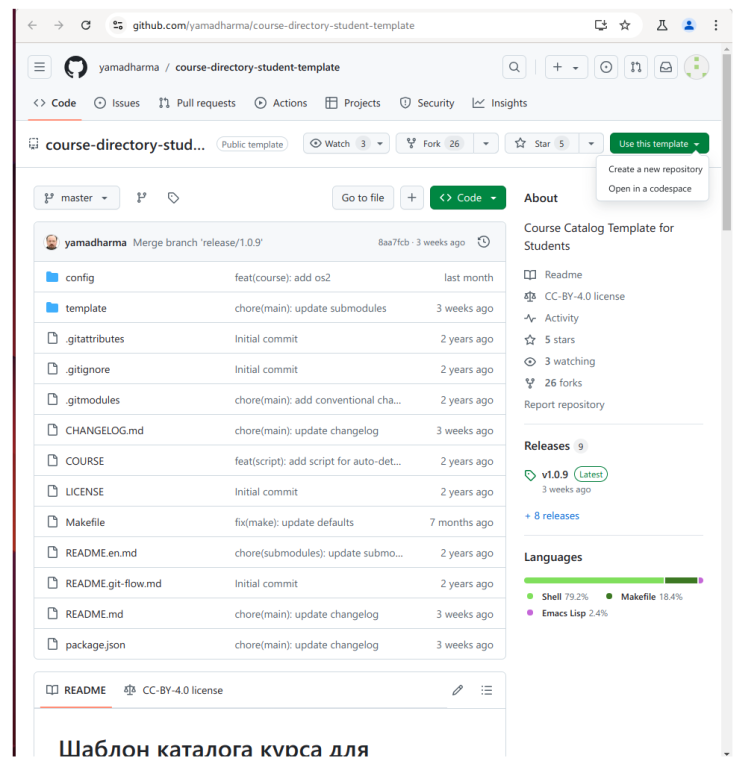 github.com/yamadharma/course-directory-student-template
yamadharma / course-directory-student-template
Code Issues Pull requests Actions Projects Security Insights
course-directory-stud... Public template Watch 3 Fork 26 Star 5 Use this template
Create a new repository
Open in a codespace
master Go to file Code
yamadharma Merge branch 'release/1.0.9' 8aa7fcb · 3 weeks ago
config feat(course): add os2 last month
template chore(main): update submodules 3 weeks ago
.gitattributes Initial commit 2 years ago
.gitignore Initial commit 2 years ago
.gitmodules chore(main): add conventional cha... 2 years ago
CHANGELOG.md chore(main): update changelog 3 weeks ago
COURSE feat(script): add script for auto-det... 2 years ago
LICENSE Initial commit 2 years ago
Makefile fix(make): update defaults 7 months ago
README.en.md chore(submodules): update submo... 2 years ago
README.git-flow.md Initial commit 2 years ago
README.md chore(main): update changelog 3 weeks ago
package.json chore(main): update changelog 3 weeks ago
README CC-BY-4.0 license
Шаблон каталога курса для
About
Course Catalog Template for
Students
Readme
CC-BY-4.0 license
Activity
5 stars
3 watching
26 forks
Report repository
Releases 9
v1.0.9 Latest
3 weeks ago
+ 8 releases
Languages
Shell 79.2% Makefile 18.4%
Emacs Lisp 2.4%